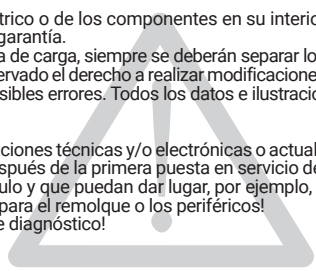 trico o de los componentes en su interio
garantía.
a de carga, siempre se deberán separar lo
ervado el derecho a realizar modificacione
sibles errores. Todos los datos e ilustracio
ciones técnicas y/o electrónicas o actual
spués de la primera puesta en servicio de
ulo y que puedan dar lugar, por ejemplo,
para el remolque o los periféricos!
e diagnóstico!